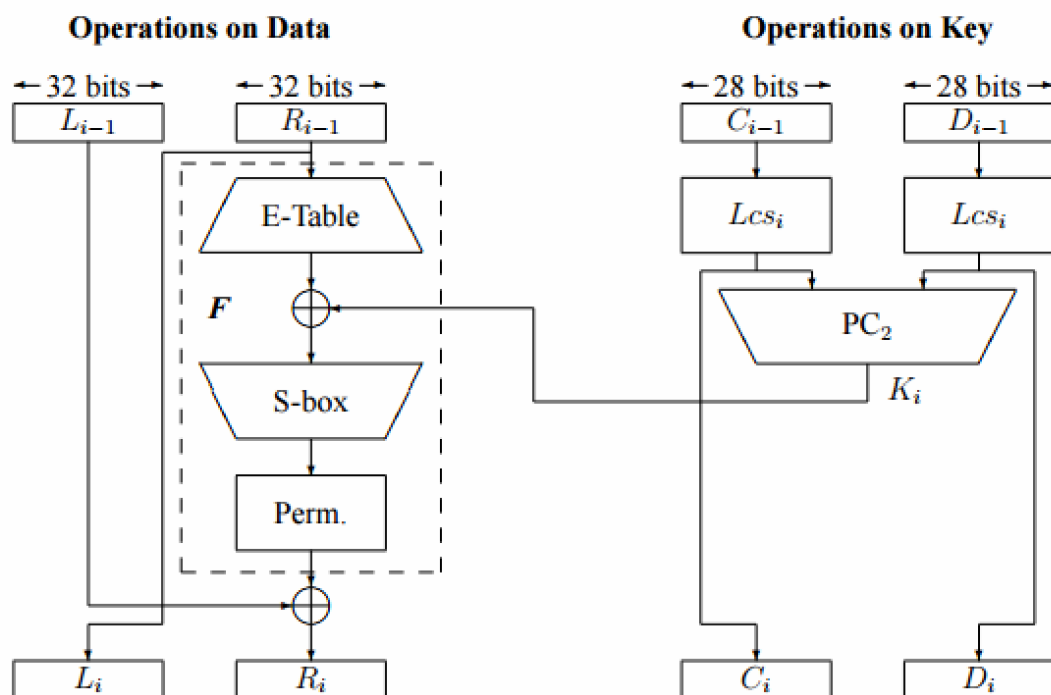 Operations on Data Operations on Key
32 bits 32 bits 28 bits 28 bits
L_{i-1} R_{i-1} C_{i-1} D_{i-1}
E-Table Lcs_i Lcs_i
F PC_2
S-box K_i
Perm.
L_i R_i C_i D_i